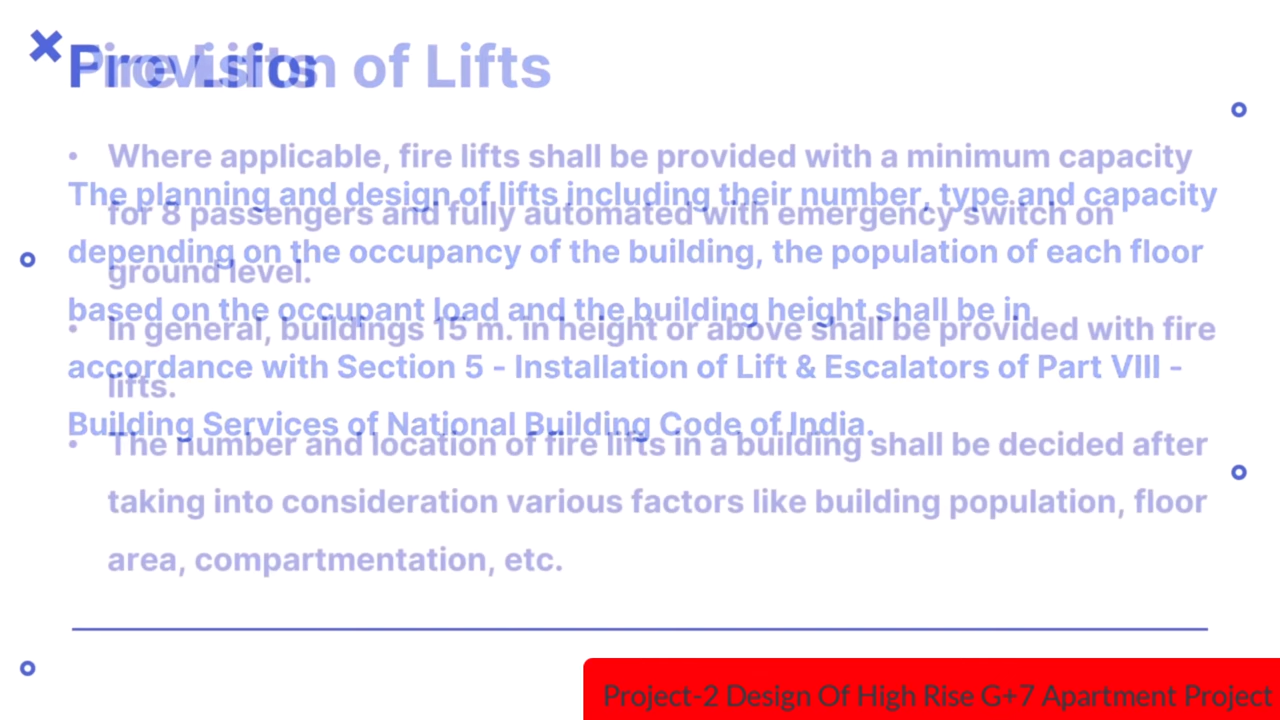 Provision of Lifts
Fire Lifts
The planning and design of lifts including their number, type and capacity
depending on the occupancy of the building, the population of each floor
based on the occupant load and the building height shall be in
accordance with Section 5 - Installation of Lift & Escalators of Part VIII -
Building Services of National Building Code of India.
• Where applicable, fire lifts shall be provided with a minimum capacity
for 8 passengers and fully automated with emergency switch on
ground level.
• In general, buildings 15 m. in height or above shall be provided with fire
lifts.
• The number and location of fire lifts in a building shall be decided after
taking into consideration various factors like building population, floor
area, compartmentation, etc.
Project-2 Design Of High Rise G+7 Apartment Project